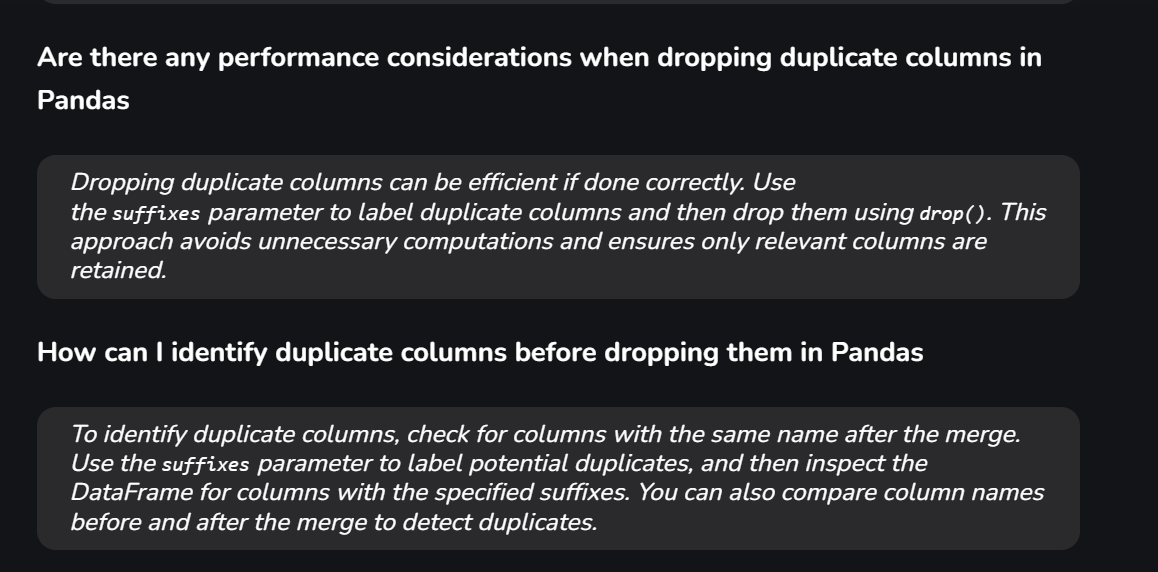 Are there any performance considerations when dropping duplicate columns in
Pandas
Dropping duplicate columns can be efficient if done correctly. Use
the suffixes parameter to label duplicate columns and then drop them using drop(). This
approach avoids unnecessary computations and ensures only relevant columns are
retained.
How can I identify duplicate columns before dropping them in Pandas
To identify duplicate columns, check for columns with the same name after the merge.
Use the suffixes parameter to label potential duplicates, and then inspect the
DataFrame for columns with the specified suffixes. You can also compare column names
before and after the merge to detect duplicates.